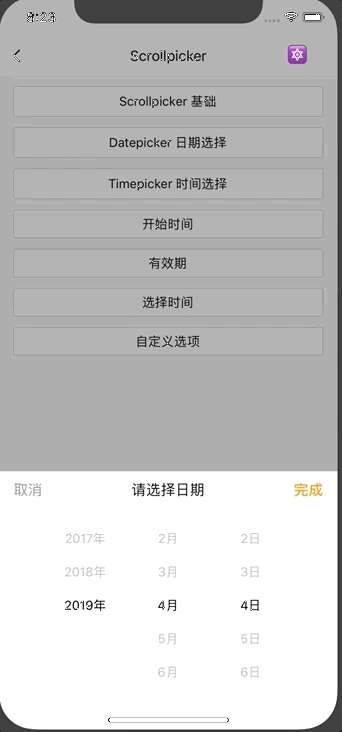 8:23
Scrollpicker
Scrollpicker 基础
Datepicker 日期选择
Timepicker 时间选择
开始时间
有效期
选择时间
自定义选项
取消 请选择日期 完成
2017年 2月 2日
2018年 3月 3日
2019年 4月 4日
5月 5日
6月 6日